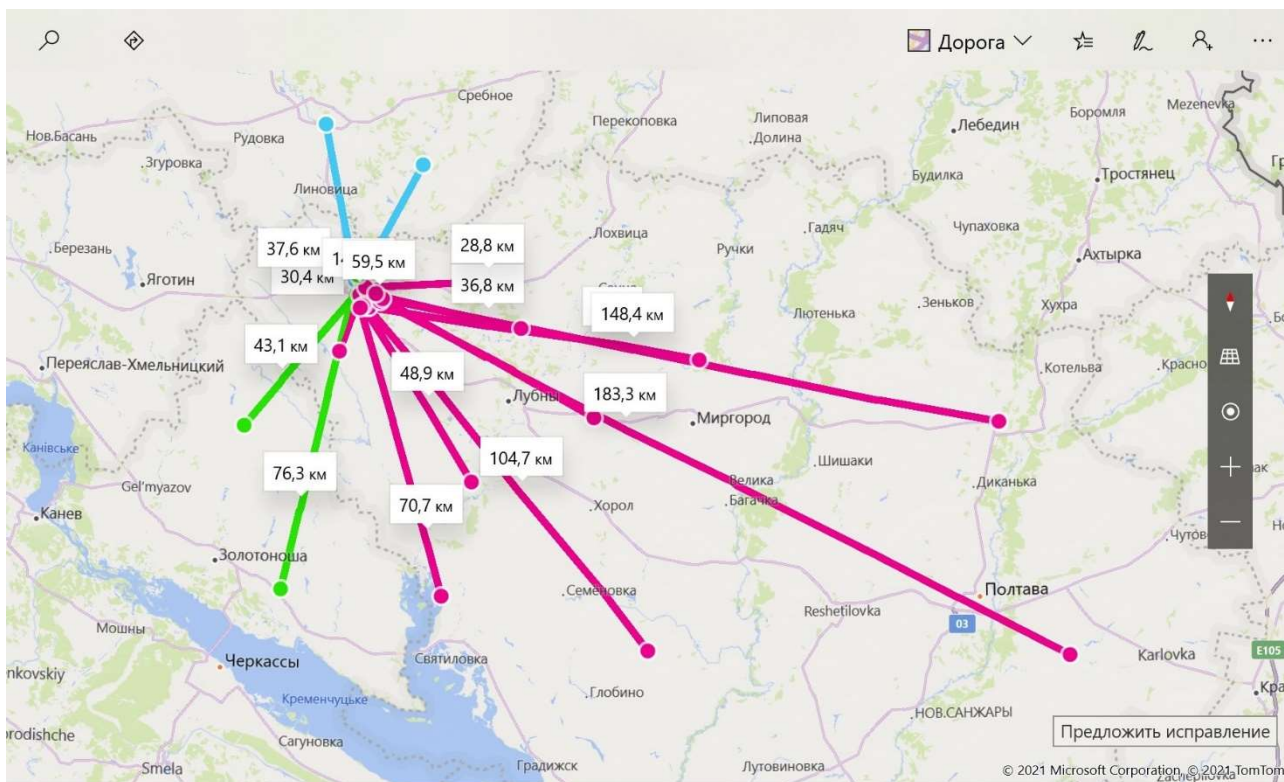 Дорога
Сребное
Перекоповка
Липовая
Долина
Лебедин
Боромля
Mezenevka
Нов.Басань
Рудовка
Згуровка
Линовица
Будилка
Тростянец
Березань
Яготин
Лохвица
Ручки
Гадяч
Чупаховка
Ахтырка
37,6 км
59,5 км
28,8 км
30,4 км
36,8 км
148,4 км
Лютенька
Зеньков
Хухра
43,1 км
Переяслав-Хмельницкий
48,9 км
Лубны
183,3 км
Миргород
Котельва
Красно
Канівське
Gel'myazov
Канев
76,3 км
104,7 км
70,7 км
Хорол
Шишаки
Велика
Багачка
Диканька
Золотоноша
Мошны
Черкассы
Семёновка
Reshetilovka
Полтава
03
Karlovka
E105
nkovskiy
Святиловка
Кременчуцьке
Глобино
НОВ.САНЖАРЫ
Предложить исправление
orodishche
Сагуновка
Smela
Градижск
Лутовиновка
© 2021 Microsoft Corporation, © 2021 TomTom